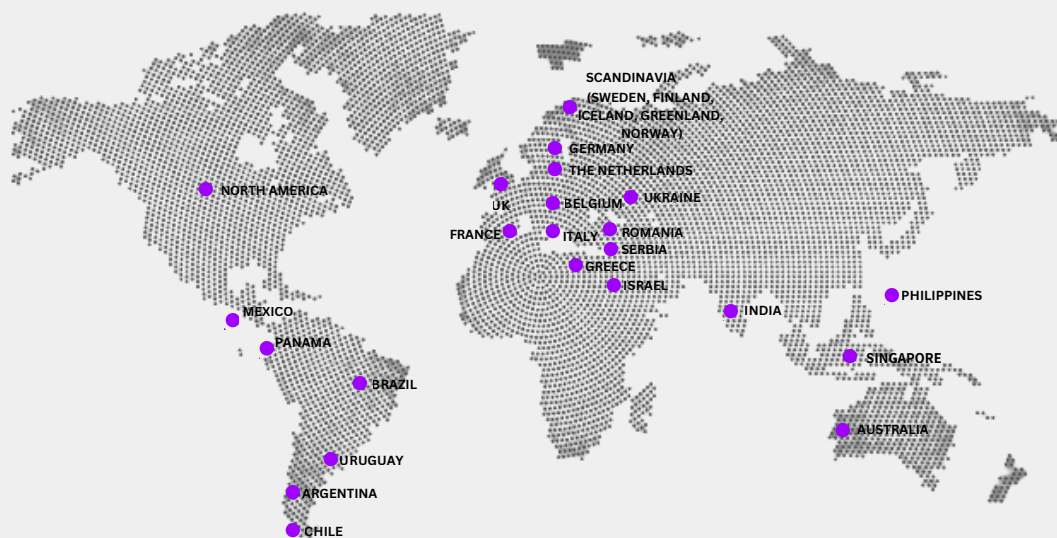 SCANDINAVIA
(SWEDEN, FINLAND,
ICELAND, GREENLAND,
NORWAY)
GERMANY
THE NETHERLANDS
NORTH AMERICA
UK
BELGIUM
UKRAINE
FRANCE
ITALY
ROMANIA
SERBIA
GREECE
ISRAEL
PHILIPPINES
MEXICO
INDIA
PANAMA
SINGAPORE
BRAZIL
AUSTRALIA
URUGUAY
ARGENTINA
CHILE